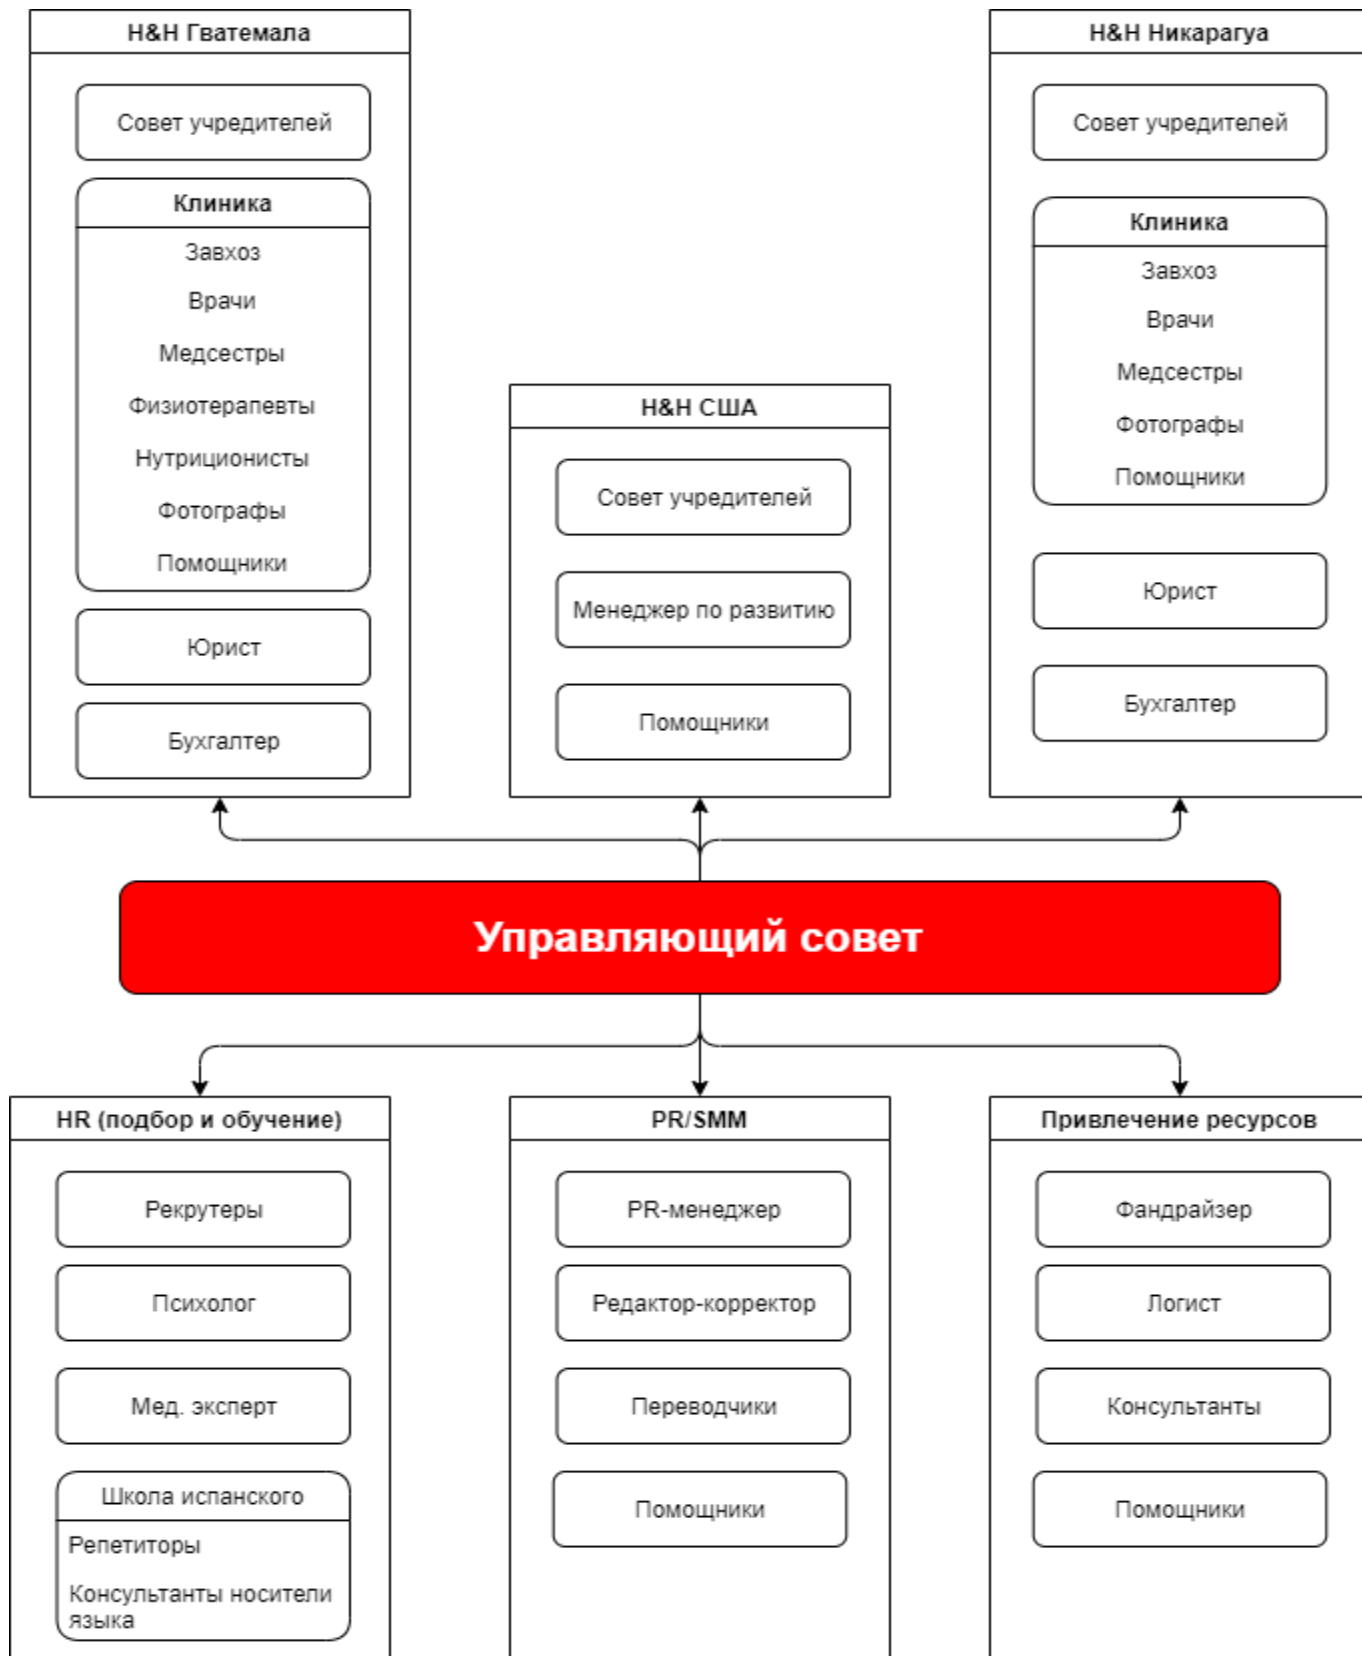 H&H Гватемала
Совет учредителей
Клиника
Завхоз
Врачи
Медсестры
Физиотерапевты
Нутриционисты
Фотографы
Помощники
Юрист
Бухгалтер
H&H США
Совет учредителей
Менеджер по развитию
Помощники
H&H Никарагуа
Совет учредителей
Клиника
Завхоз
Врачи
Медсестры
Фотографы
Помощники
Юрист
Бухгалтер
Управляющий совет
HR (подбор и обучение)
Рекрутеры
Психолог
Мед. эксперт
Школа испанского
Репетиторы
Консультанты носители
языка
PR/SMM
PR-менеджер
Редактор-корректор
Переводчики
Помощники
Привлечение ресурсов
Фандрайзер
Логист
Консультанты
Помощники